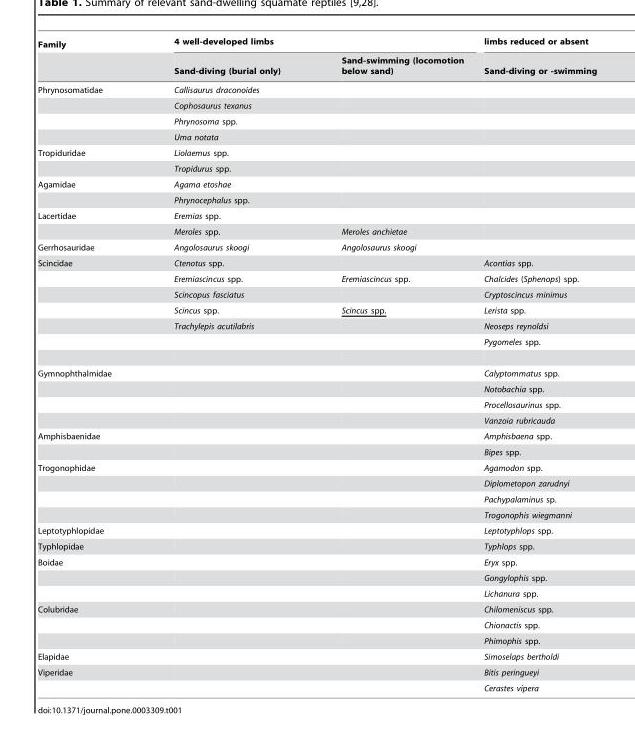 Table 1. Summary of relevant sand-dwelling squamate reptiles [9,28].
Family 4 well-developed limbs limbs reduced or absent
Sand-diving (burial only) Sand-swimming (locomotion below sand) Sand-diving or -swimming
Phrynosomatidae Callisaurus draconoides
Cophosaurus texanus
Phrynosoma spp.
Uma notata
Tropiduridae Liolaemus spp.
Tropidurus spp.
Agamidae Agama etoshae
Phrynocephalus spp.
Lacertidae Eremias spp.
Meroles spp. Meroles anchietae
Gerrhosauridae Angolosaurus skoogi Angolosaurus skoogi
Scincidae Ctenotus spp. Acontias spp.
Eremiascincus spp. Eremiascincus spp. Chalcides (Sphenops) spp.
Scincopus fasciatus Cryptoscincus minimus
Scincus spp. Scincus spp. Lerista spp.
Trachylepis acutilabris Neoseps reynoldsi
Pygomeles spp.
Gymnophthalmidae Calyptommatus spp.
Notobachia spp.
Procellosaurinus spp.
Vanzoia rubricauda
Amphisbaenidae Amphisbaena spp.
Bipes spp.
Trogonophidae Agamodon spp.
Diplometopon zarudnyi
Pachypalaminus sp.
Trogonophis wiegmanni
Leptotyphlopidae Leptotyphlops spp.
Typhlopidae Typhlops spp.
Boidae Eryx spp.
Gongylophis spp.
Lichanura spp.
Colubridae Chilomeniscus spp.
Chionactis spp.
Phimophis spp.
Elapidae Simoselaps bertholdi
Viperidae Bitis peringueyi
Cerastes vipera
doi:10.1371/journal.pone.0003309.t001